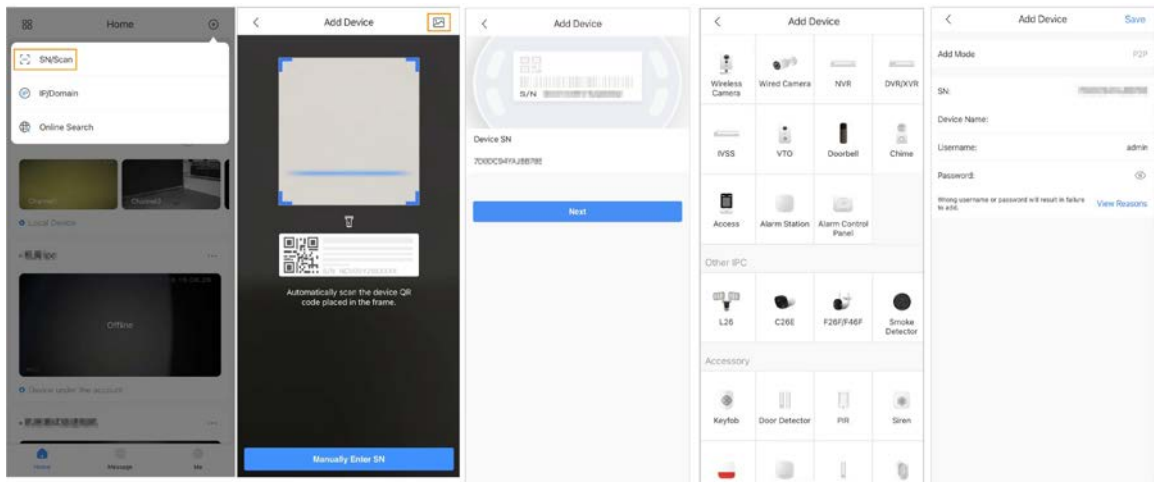 Home
SN/Scan
IP/Domain
Online Search
Channel1
Channel2
Local Device
ipc
Offline
Device under the account
Home
Message
Me
Add Device
Automatically scan the device QR
code placed in the frame.
Manually Enter SN
Add Device
S/N
Device SN
Next
Add Device
Wireless
Camera
Wired Camera
NVR
DVR/XVR
IVSS
VTO
Doorbell
Chime
Access
Alarm Station
Alarm Control
Panel
Other IPC
L26
C26E
F26F/F46F
Smoke
Detector
Accessory
Keyfob
Door Detector
PIR
Siren
Add Device
Save
Add Mode
P2P
SN:
Device Name:
Username:
admin
Password:
Wrong username or password will result in failure
to add.
View Reasons